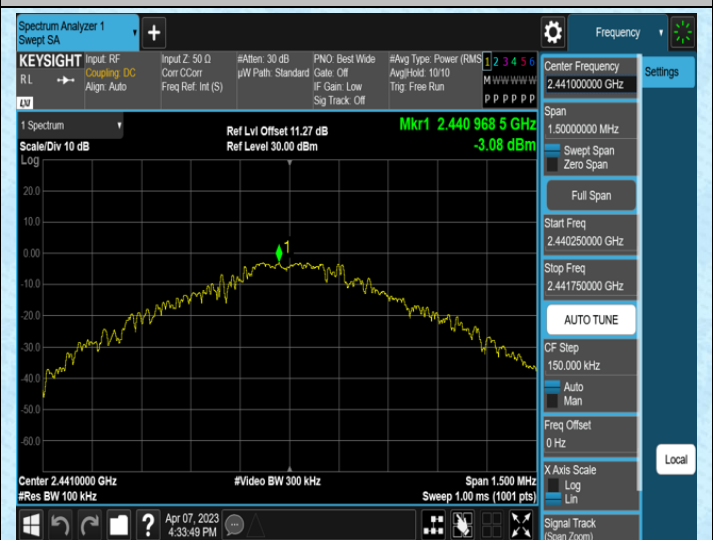 Spectrum Analyzer 1
Swept SA
+
Frequency
KEYSIGHT
RL
LXI
Input: RF
Coupling: DC
Align: Auto
Input Z: 50 Ω
Corr CCorr
Freq Ref: Int (S)
#Atten: 30 dB
µW Path: Standard
PNO: Best Wide
Gate: Off
IF Gain: Low
Sig Track: Off
#Avg Type: Power (RMS
Avg|Hold: 10/10
Trig: Free Run
1 2 3 4 5 6
M W W W W W
P P P P P P
1 Spectrum
Scale/Div 10 dB
Log
Ref Lvl Offset 11.27 dB
Ref Level 30.00 dBm
Mkr1 2.440 968 5 GHz
-3.08 dBm
20.0
10.0
0.00
-10.0
-20.0
-30.0
-40.0
-50.0
-60.0
1
Center 2.4410000 GHz
#Res BW 100 kHz
#Video BW 300 kHz
Span 1.500 MHz
Sweep 1.00 ms (1001 pts)
Apr 07, 2023
4:33:49 PM
?
Center Frequency
2.441000000 GHz
Settings
Span
1.50000000 MHz
Swept Span
Zero Span
Full Span
Start Freq
2.440250000 GHz
Stop Freq
2.441750000 GHz
AUTO TUNE
CF Step
150.000 kHz
Auto
Man
Freq Offset
0 Hz
X Axis Scale
Log
Lin
Local
Signal Track
(Span Zoom)